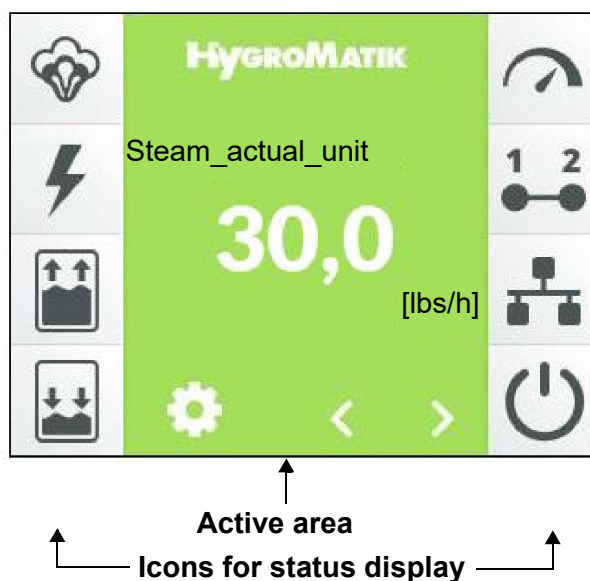 HYGROMATIK
Steam_actual_unit
1 2
30,0
[lbs/h]
Active area
Icons for status display